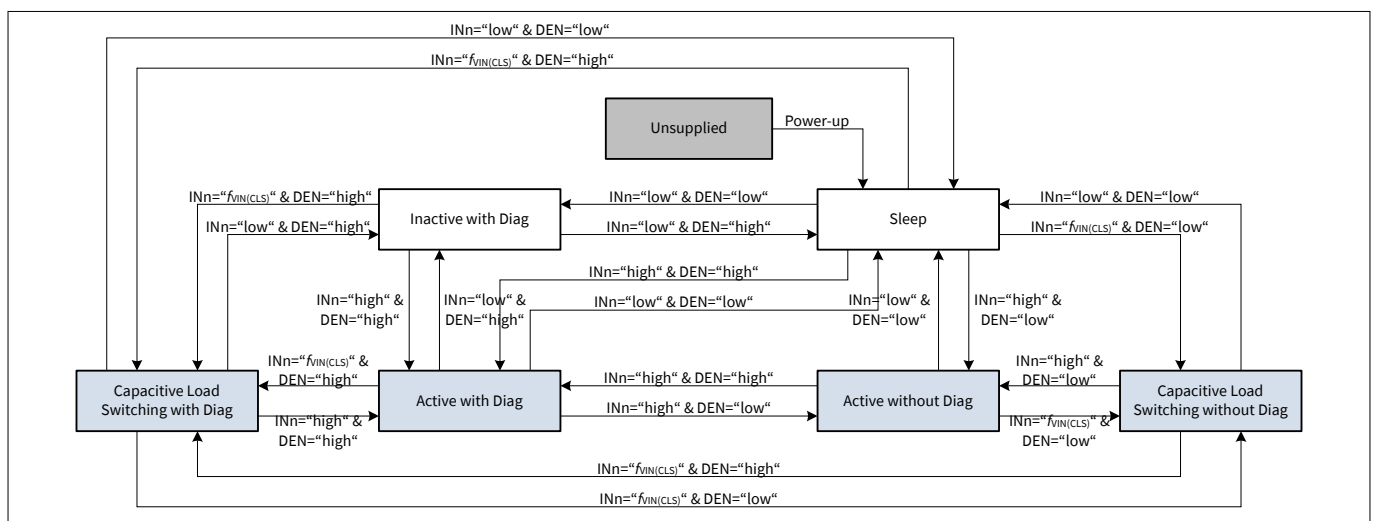 INn=“low“ & DEN=“low“
INn=“fVIN(CLS)“ & DEN=“high“
Unsupplied
Power-up
INn=“fVIN(CLS)“ & DEN=“high“
INn=“low“ & DEN=“low“
INn=“low“ & DEN=“low“
Inactive with Diag
Sleep
INn=“low“ & DEN=“high“
INn=“low“ & DEN=“high“
INn=“fVIN(CLS)“ & DEN=“low“
INn=“high“ & DEN=“high“
INn=“high“ &
DEN=“high“
INn=“low“ &
DEN=“high“
INn=“low“ & DEN=“low“
INn=“low“ &
DEN=“low“
INn=“high“ &
DEN=“low“
INn=“fVIN(CLS)“ &
DEN=“high“
INn=“high“ & DEN=“high“
INn=“high“ &
DEN=“low“
Capacitive Load
Switching with Diag
Active with Diag
Active without Diag
Capacitive Load
Switching without Diag
INn=“high“ &
DEN=“high“
INn=“high“ & DEN=“low“
INn=“fVIN(CLS)“ &
DEN=“low“
INn=“fVIN(CLS)“ & DEN=“high“
INn=“fVIN(CLS)“ & DEN=“low“